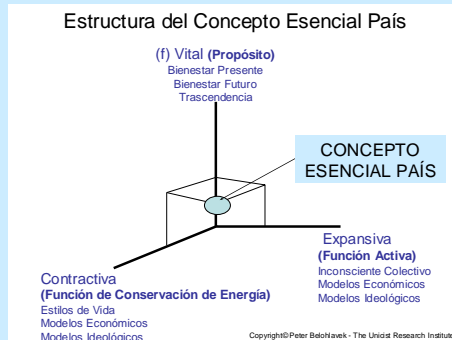 Estructura del Concepto Esencial País
(f) Vital (Propósito)
Bienestar Presente
Bienestar Futuro
Trascendencia
CONCEPTO
ESENCIAL PAÍS
Expansiva
(Función Activa)
Inconsciente Colectivo
Modelos Económicos
Modelos Ideológicos
Contractiva
(Función de Conservación de Energía)
Estilos de Vida
Modelos Económicos
Modelos Ideológicos
Copyright©Peter Belohlavek - The Unicist Research Institute